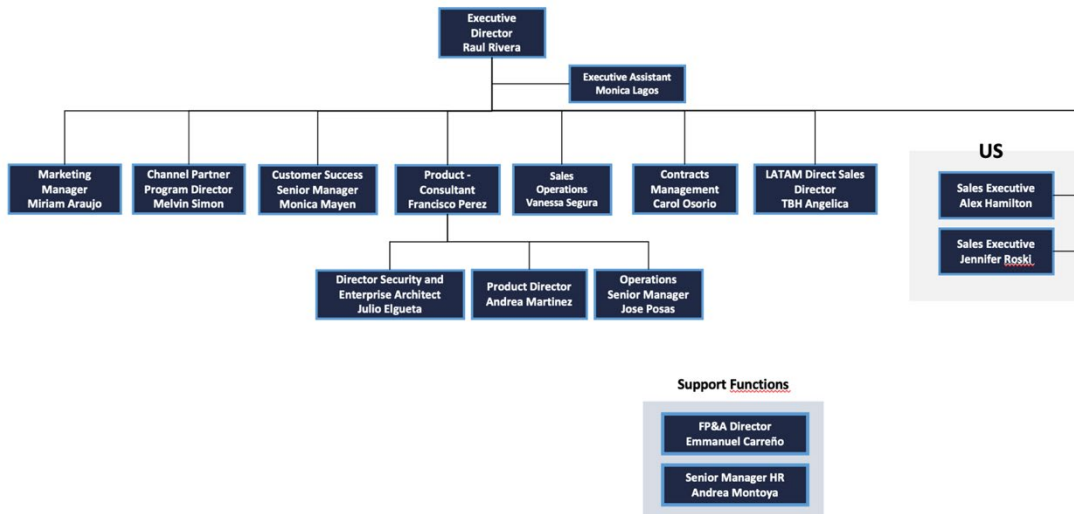 Executive
Director
Raul Rivera
Executive Assistant
Monica Lagos
Marketing
Manager
Miriam Araujo
Channel Partner
Program Director
Melvin Simon
Customer Success
Senior Manager
Monica Mayen
Product -
Consultant
Francisco Perez
Sales
Operations
Vanessa Segura
Contracts
Management
Carol Osorio
LATAM Direct Sales
Director
TBH Angelica
US
Sales Executive
Alex Hamilton
Sales Executive
Jennifer Roski
Director Security and
Enterprise Architect
Julio Elgueta
Product Director
Andrea Martinez
Operations
Senior Manager
Jose Posas
Support Functions
FP&A Director
Emmanuel Carreño
Senior Manager HR
Andrea Montoya